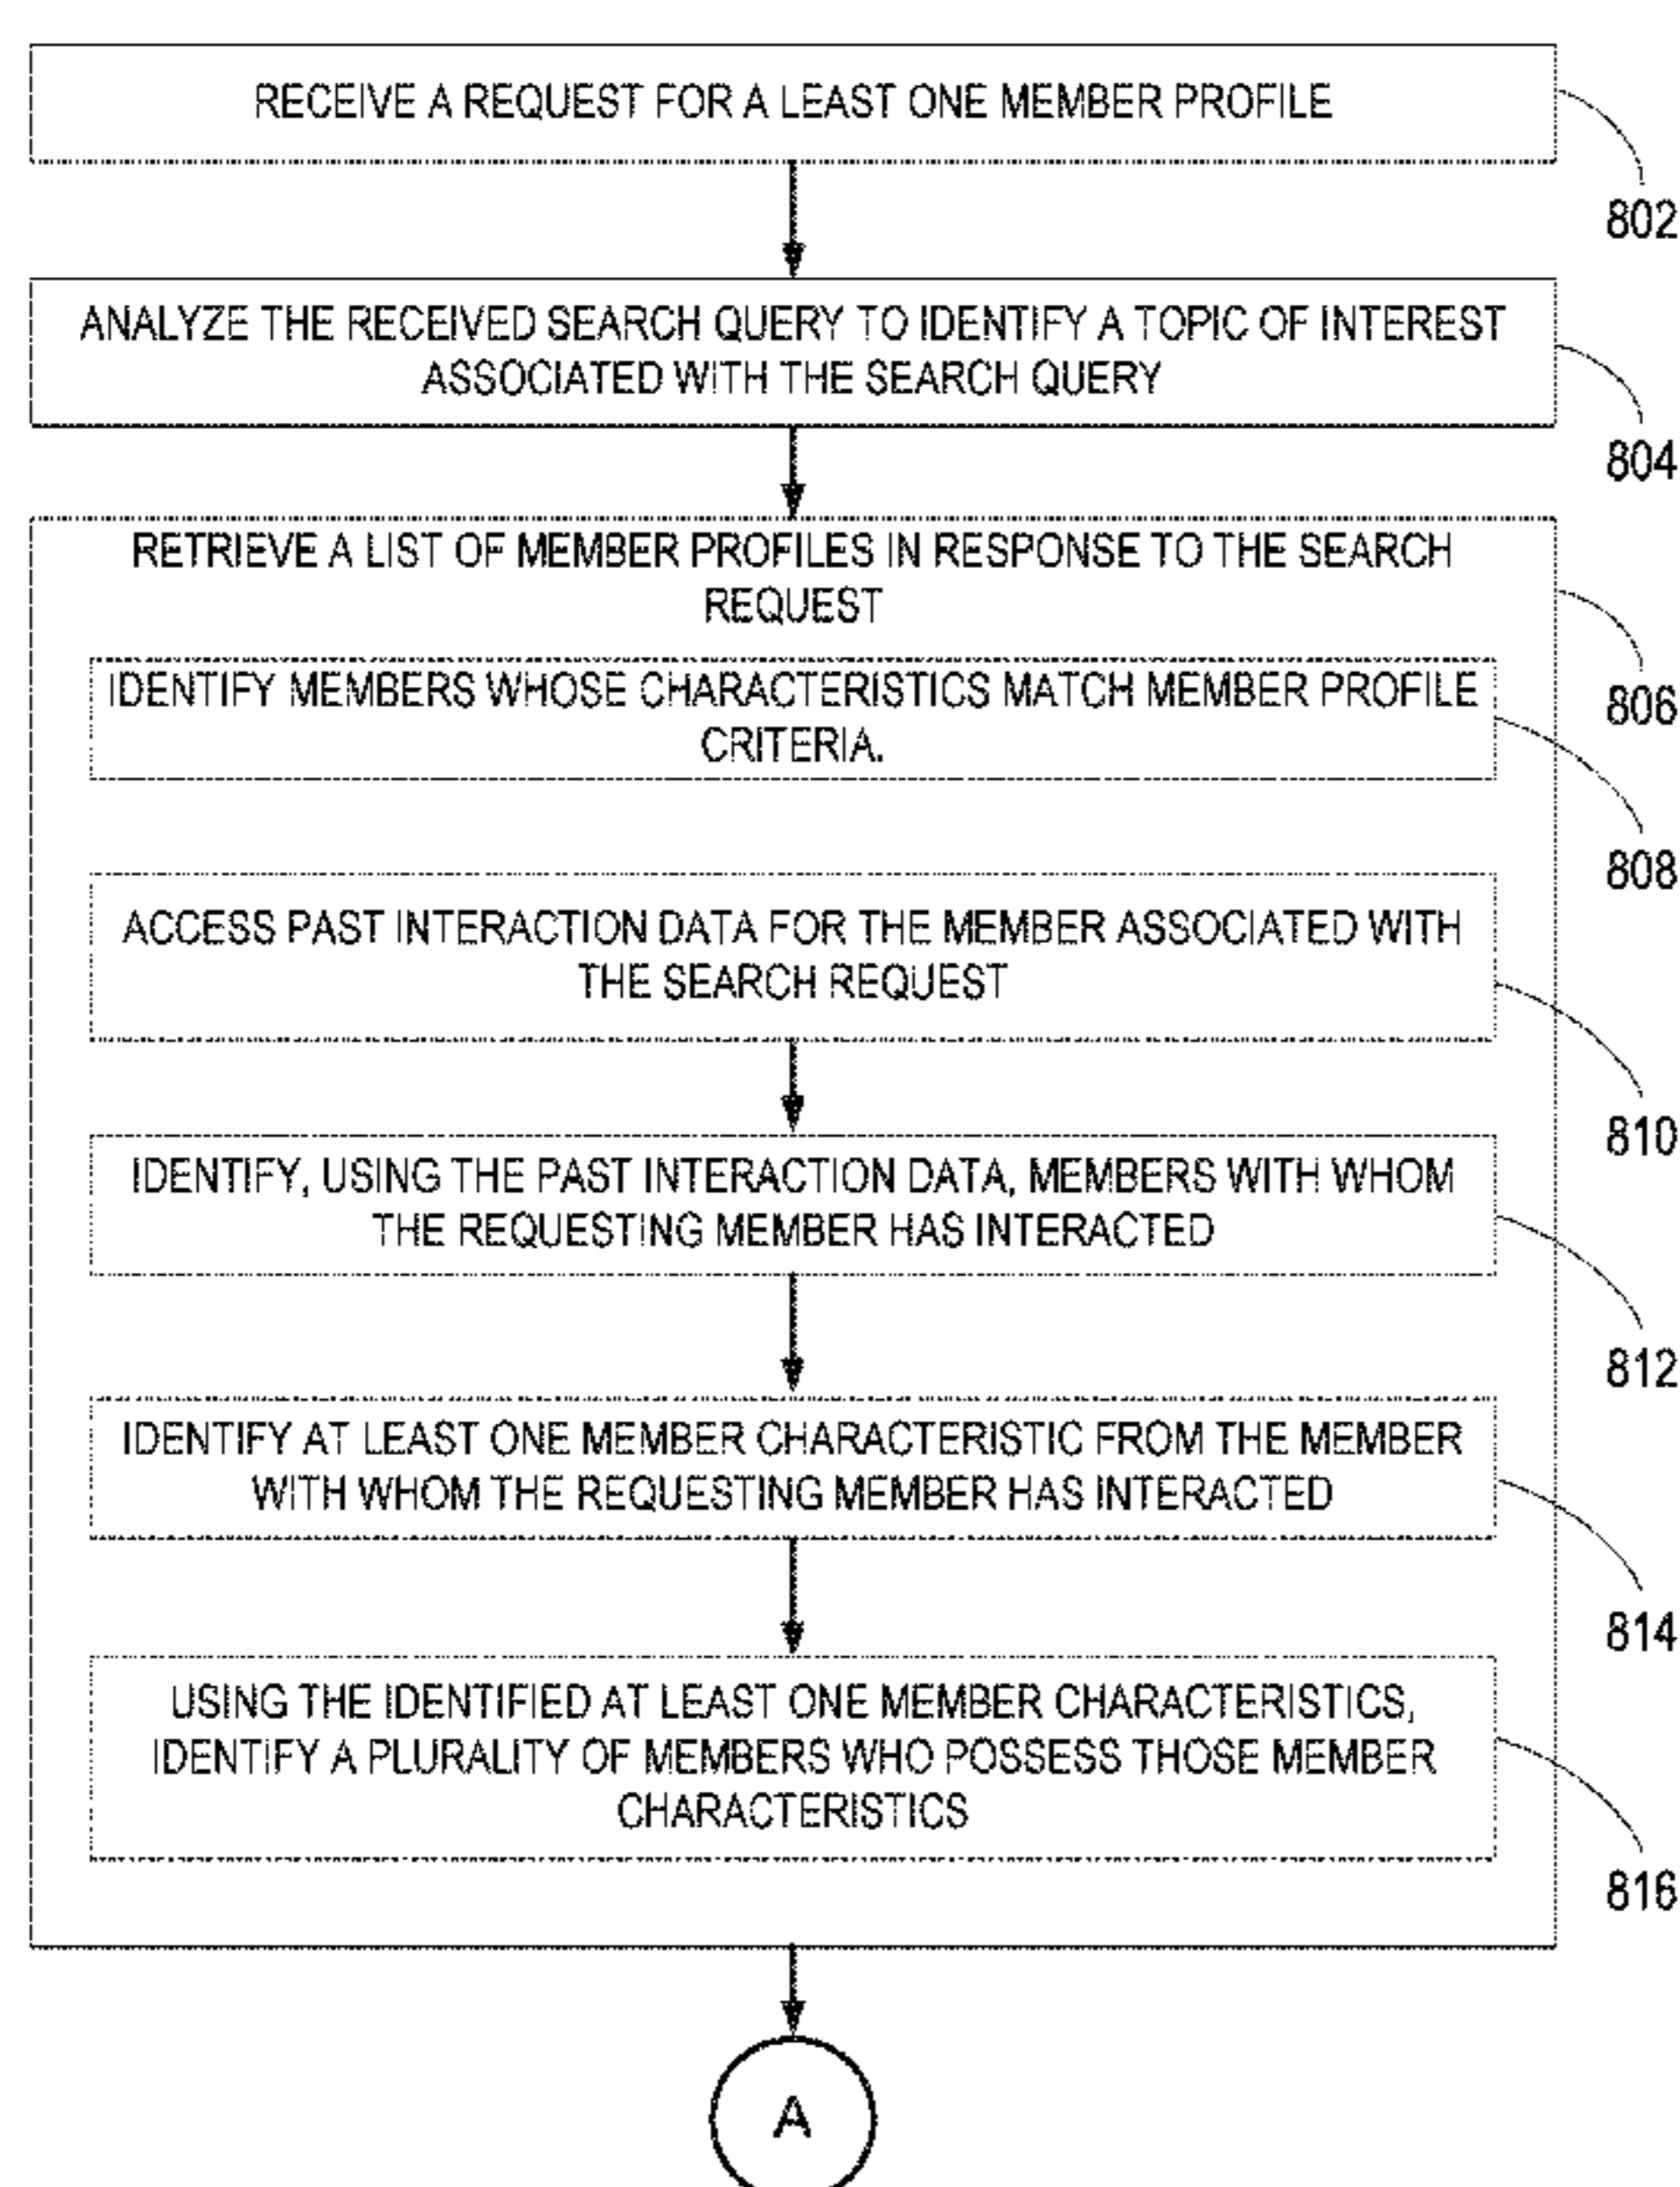 RECEIVE A REQUEST FOR A LEAST ONE MEMBER PROFILE
802
ANALYZE THE RECEIVED SEARCH QUERY TO IDENTIFY A TOPIC OF INTEREST
ASSOCIATED WITH THE SEARCH QUERY
804
RETRIEVE A LIST OF MEMBER PROFILES IN RESPONSE TO THE SEARCH
REQUEST
806
IDENTIFY MEMBERS WHOSE CHARACTERISTICS MATCH MEMBER PROFILE
CRITERIA.
808
ACCESS PAST INTERACTION DATA FOR THE MEMBER ASSOCIATED WITH
THE SEARCH REQUEST
810
IDENTIFY, USING THE PAST INTERACTION DATA, MEMBERS WITH WHOM
THE REQUESTING MEMBER HAS INTERACTED
812
IDENTIFY AT LEAST ONE MEMBER CHARACTERISTIC FROM THE MEMBER
WITH WHOM THE REQUESTING MEMBER HAS INTERACTED
814
USING THE IDENTIFIED AT LEAST ONE MEMBER CHARACTERISTICS,
IDENTIFY A PLURALITY OF MEMBERS WHO POSSESS THOSE MEMBER
CHARACTERISTICS
816
A